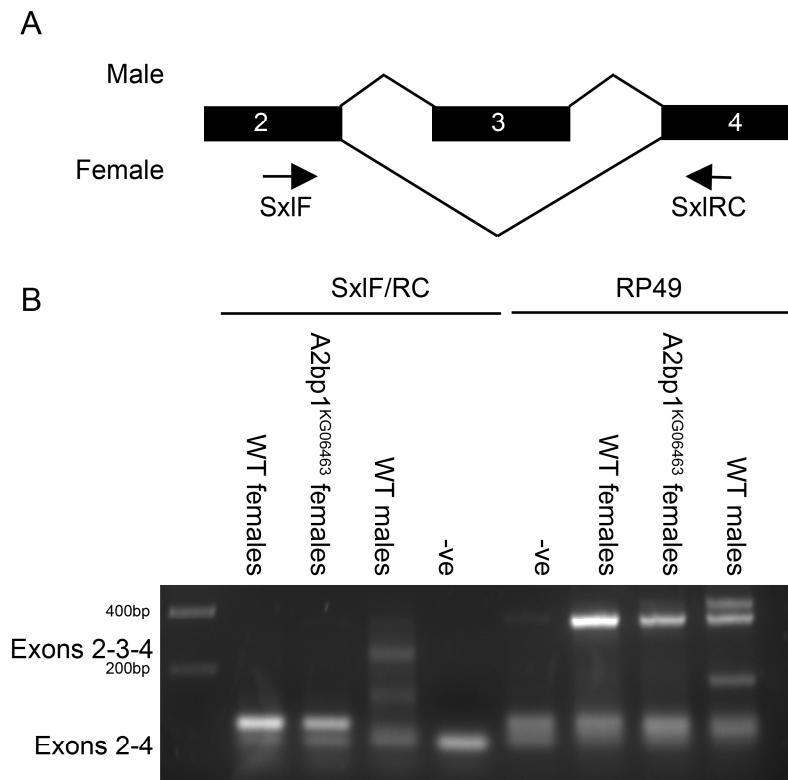 A
Male
2
3
4
Female
SxlF
SxlRC
B
SxlF/RC
RP49
WT females
A2bp1KG06463 females
WT males
-ve
-ve
WT females
A2bp1KG06463 females
WT males
400bp
Exons 2-3-4
200bp
Exons 2-4